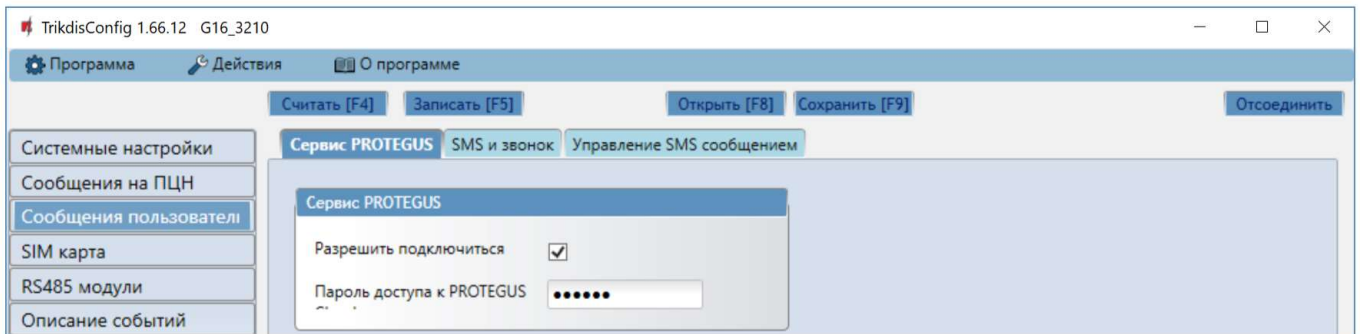 TrikdisConfig 1.66.12 G16_3210
Программа Действия О программе
Считать [F4] Записать [F5] Открыть [F8] Сохранить [F9] Отсоединить
Системные настройки
Сообщения на ПЦН
Сообщения пользовател
SIM карта
RS485 модули
Описание событий
Сервис PROTEGUS SMS и звонок Управление SMS сообщением
Сервис PROTEGUS
Разрешить подключиться
Пароль доступа к PROTEGUS
••••••